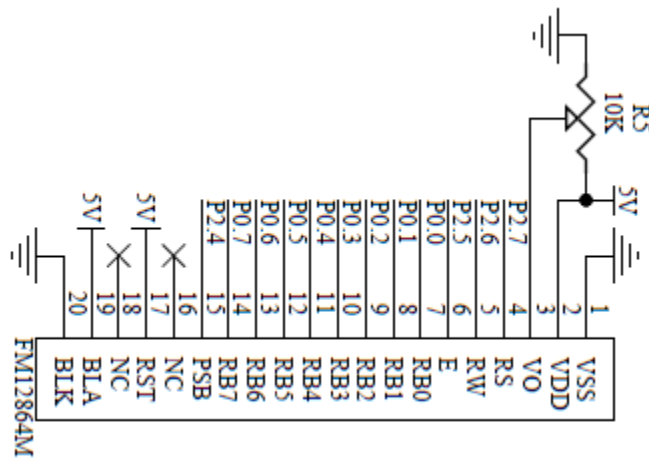 R5
10K
5V
1 VSS
2 VDD
3 VO
P2.7 4 RS
P2.6 5 RW
P2.5 6 E
P0.0 7 RB0
P0.1 8 RB1
P0.2 9 RB2
P0.3 10 RB3
P0.4 11 RB4
P0.5 12 RB5
P0.6 13 RB6
P0.7 14 RB7
P2.4 15 PSB
16 NC
5V 17 RST
18 NC
5V 19 BLA
20 BLK
FM12864M